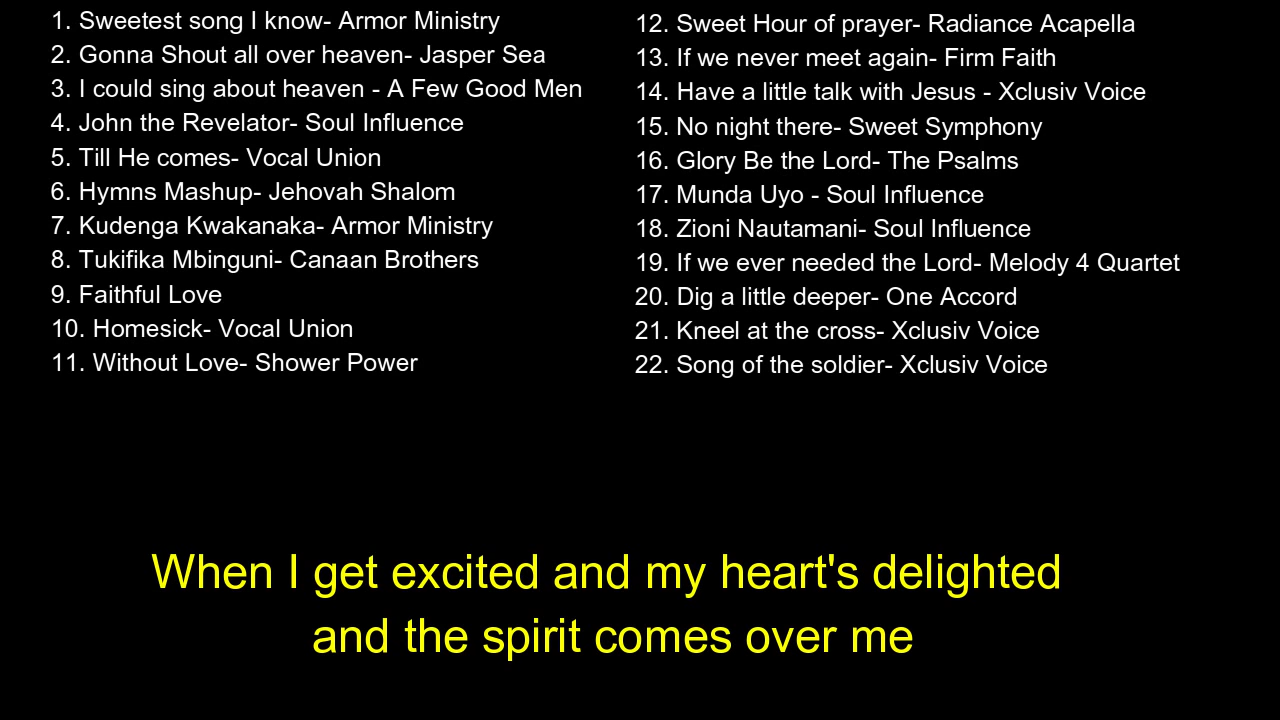 1. Sweetest song I know- Armor Ministry
2. Gonna Shout all over heaven- Jasper Sea
3. I could sing about heaven - A Few Good Men
4. John the Revelator- Soul Influence
5. Till He comes- Vocal Union
6. Hymns Mashup- Jehovah Shalom
7. Kudenga Kwakanaka- Armor Ministry
8. Tukifika Mbinguni- Canaan Brothers
9. Faithful Love
10. Homesick- Vocal Union
11. Without Love- Shower Power
12. Sweet Hour of prayer- Radiance Acapella
13. If we never meet again- Firm Faith
14. Have a little talk with Jesus - Xclusiv Voice
15. No night there- Sweet Symphony
16. Glory Be the Lord- The Psalms
17. Munda Uyo - Soul Influence
18. Zioni Nautamani- Soul Influence
19. If we ever needed the Lord- Melody 4 Quartet
20. Dig a little deeper- One Accord
21. Kneel at the cross- Xclusiv Voice
22. Song of the soldier- Xclusiv Voice
When I get excited and my heart's delighted
and the spirit comes over me